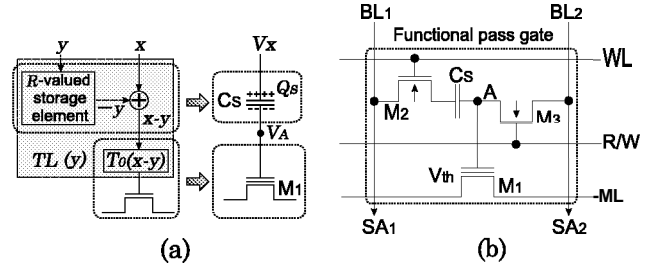 y
x
R-valued
storage
element
−y
+
x-y
TL (y)
T0(x-y)
Vx
Cs
++++
Qs
VA
M1
(a)
BL1
BL2
Functional pass gate
WL
Cs
A
M2
M3
R/W
Vth
M1
-ML
SA1
SA2
(b)